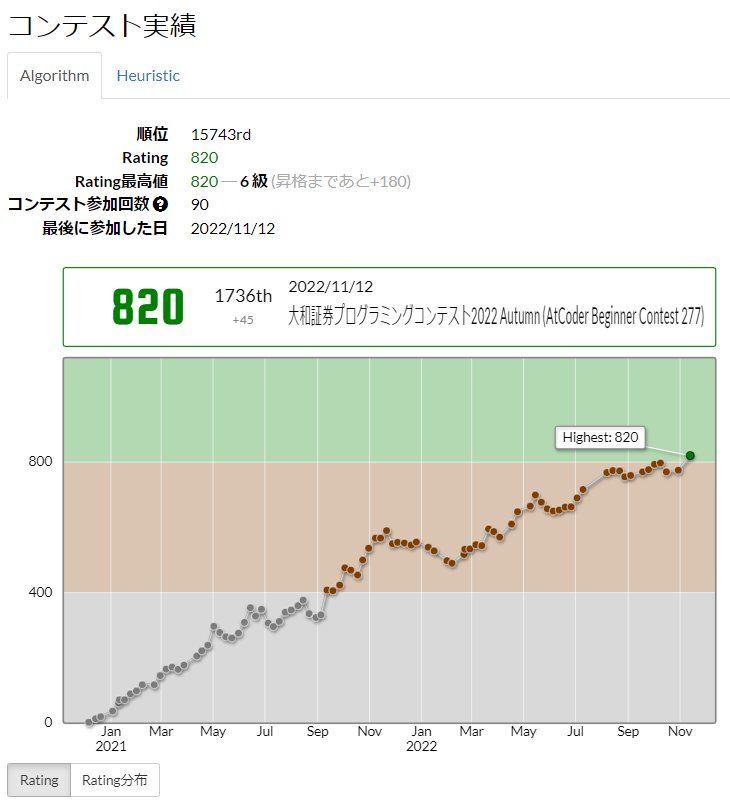 コンテスト実績
Algorithm Heuristic
順位 15743rd
Rating 820
Rating最高値 820 ― 6 級 (昇格まであと+180)
コンテスト参加回数 ? 90
最後に参加した日 2022/11/12
820 1736th +45 2022/11/12
大和証券プログラミングコンテスト2022 Autumn (AtCoder Beginner Contest 277)
Highest: 820
800
400
0
Jan Mar May Jul Sep Nov Jan Mar May Jul Sep Nov
2021 2022
Rating Rating分布